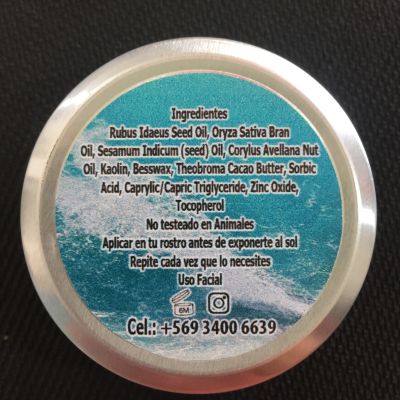 Ingredientes
Rubus Idaeus Seed Oil, Oryza Sativa Bran
Oil, Sesamum Indicum (seed) Oil, Corylus Avellana Nut
Oil, Kaolin, Besswax, Theobroma Cacao Butter, Sorbic
Acid, Caprylic/Capric Triglyceride, Zinc Oxide,
Tocopherol
No testeado en Animales
Aplicar en tu rostro antes de exponerte al sol
Repite cada vez que lo necesites
Uso Facial
6M
Cel.: +569 3400 6639